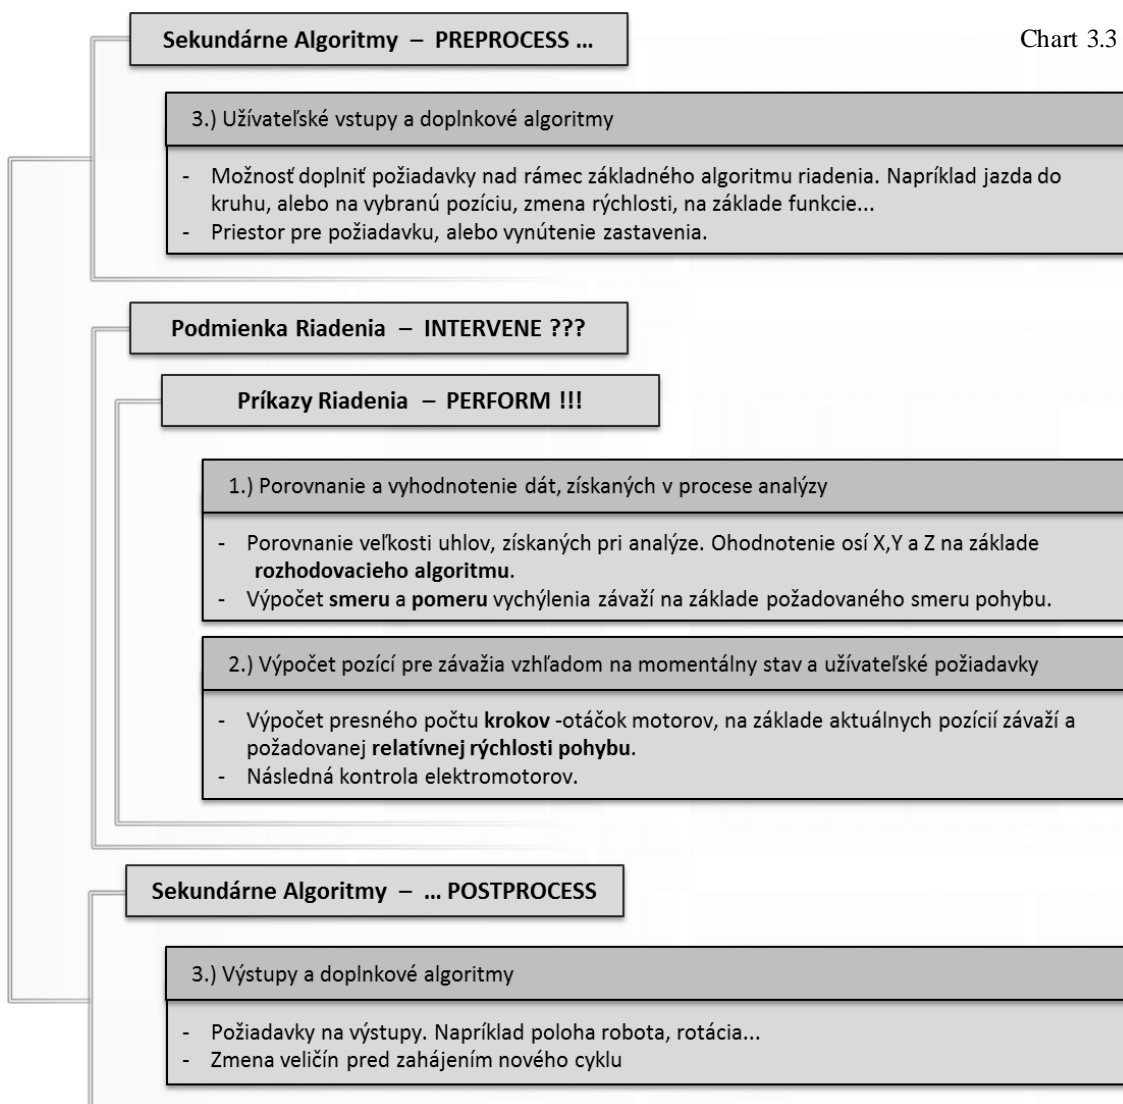 Sekundárne Algoritmy – PREPROCESS ...
Chart 3.3
3.) Užívateľské vstupy a doplnkové algoritmy
- Možnosť doplniť požiadavky nad rámec základného algoritmu riadenia. Napríklad jazda do
kruhu, alebo na vybranú pozíciu, zmena rýchlosti, na základe funkcie...
- Priestor pre požiadavku, alebo vynútenie zastavenia.
Podmienka Riadenia – INTERVENE ???
Príkazy Riadenia – PERFORM !!!
1.) Porovnanie a vyhodnotenie dát, získaných v procese analýzy
- Porovnanie veľkosti uhlov, získaných pri analýze. Ohodnotenie osí X,Y a Z na základe
rozhodovacieho algoritmu.
- Výpočet smeru a pomeru vychýlenia závaží na základe požadovaného smeru pohybu.
2.) Výpočet pozící pre závažia vzhľadom na momentálny stav a užívateľské požiadavky
- Výpočet presného počtu krokov -otáčok motorov, na základe aktuálnych pozícií závaží a
požadovanej relatívnej rýchlosti pohybu.
- Následná kontrola elektromotorov.
Sekundárne Algoritmy – ... POSTPROCESS
3.) Výstupy a doplnkové algoritmy
- Požiadavky na výstupy. Napríklad poloha robota, rotácia...
- Zmena veličín pred zahájením nového cyklu